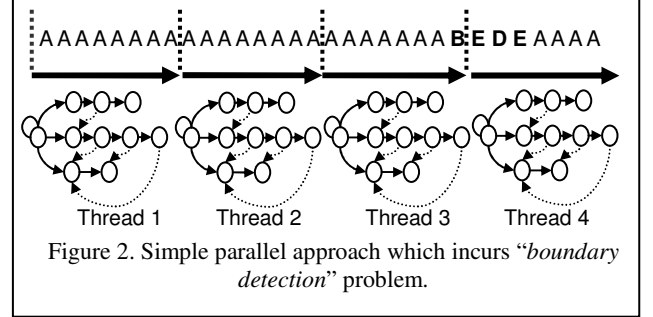 A A A A A A A A A A A A A A A A A A A A A A A B E D E A A A A
Thread 1 Thread 2 Thread 3 Thread 4
Figure 2. Simple parallel approach which incurs “boundary
detection” problem.